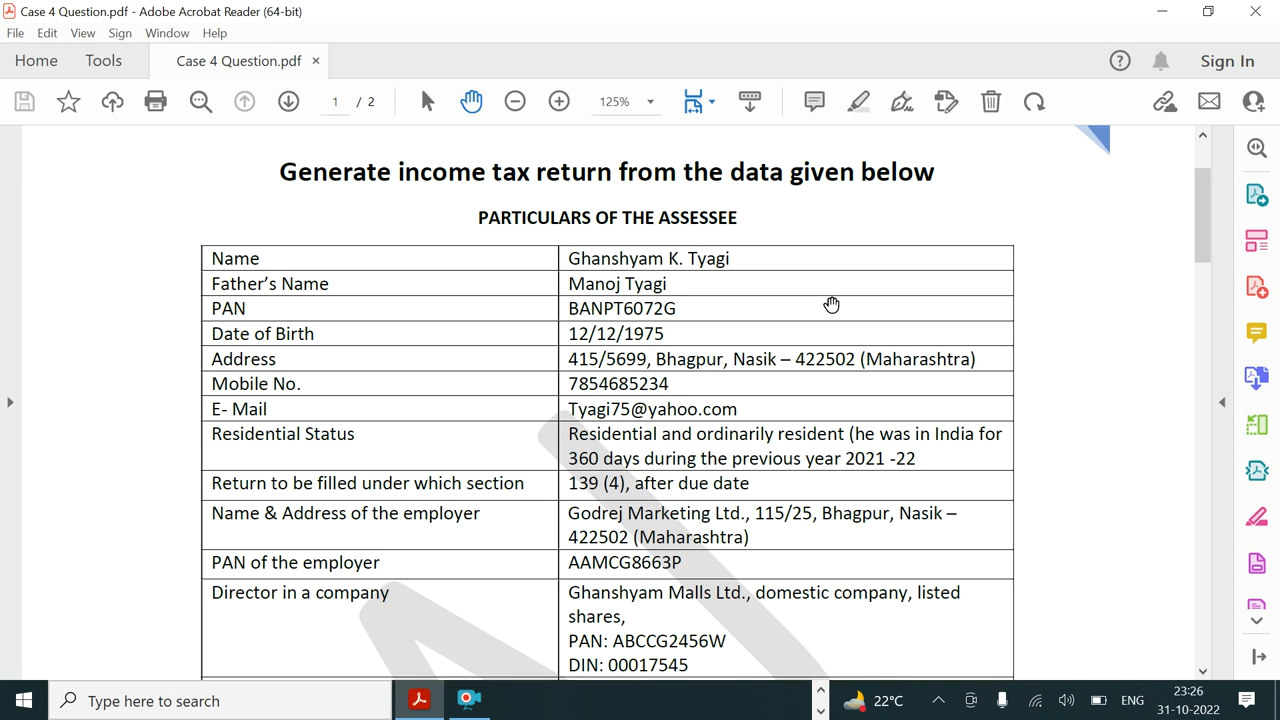 Case 4 Question.pdf - Adobe Acrobat Reader (64-bit)
File Edit View Sign Window Help
Home Tools Case 4 Question.pdf × Sign In
1 / 2 125%
Generate income tax return from the data given below
PARTICULARS OF THE ASSESSEE
Name Ghanshyam K. Tyagi
Father's Name Manoj Tyagi
PAN BANPT6072G
Date of Birth 12/12/1975
Address 415/5699, Bhagpur, Nasik – 422502 (Maharashtra)
Mobile No. 7854685234
E- Mail Tyagi75@yahoo.com
Residential Status Residential and ordinarily resident (he was in India for
360 days during the previous year 2021 -22
Return to be filled under which section 139 (4), after due date
Name & Address of the employer Godrej Marketing Ltd., 115/25, Bhagpur, Nasik –
422502 (Maharashtra)
PAN of the employer AAMCG8663P
Director in a company Ghanshyam Malls Ltd., domestic company, listed
shares,
PAN: ABCCG2456W
DIN: 00017545
Type here to search 22°C ENG 23:26
31-10-2022